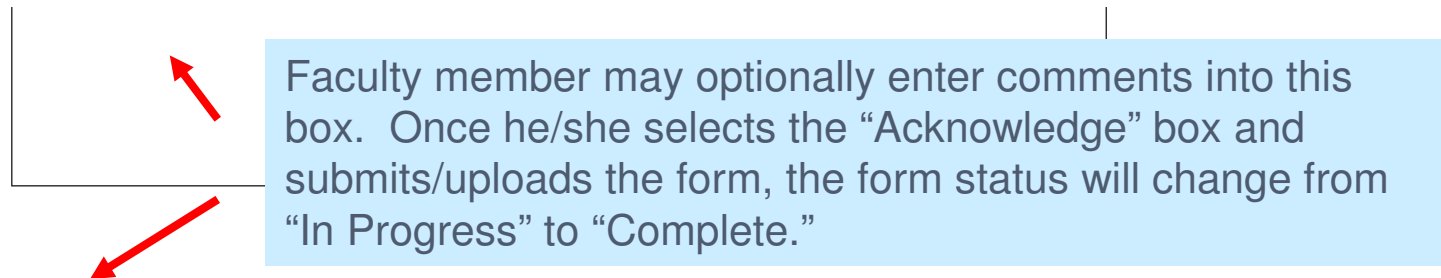 Faculty member may optionally enter comments into this
box.  Once he/she selects the “Acknowledge” box and
submits/uploads the form, the form status will change from
“In Progress” to “Complete.”